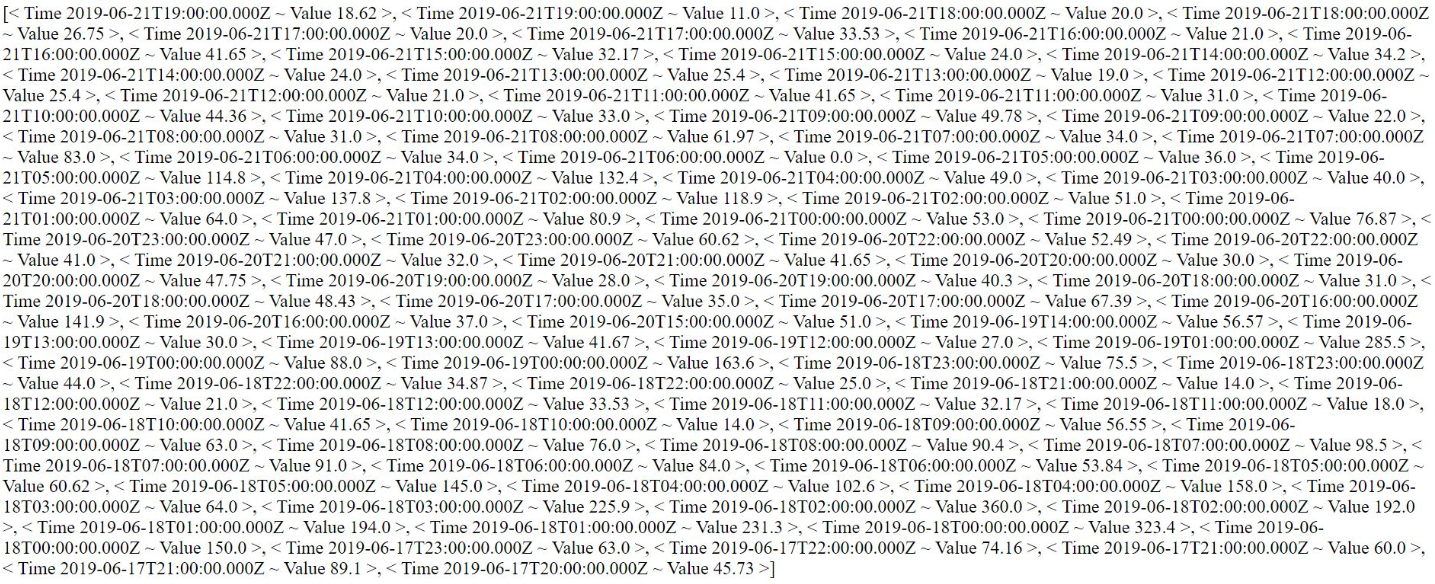 [< Time 2019-06-21T19:00:00.000Z ~ Value 18.62 >, < Time 2019-06-21T19:00:00.000Z ~ Value 11.0 >, < Time 2019-06-21T18:00:00.000Z ~ Value 20.0 >, < Time 2019-06-21T18:00:00.000Z
~ Value 26.75 >, < Time 2019-06-21T17:00:00.000Z ~ Value 20.0 >, < Time 2019-06-21T17:00:00.000Z ~ Value 33.53 >, < Time 2019-06-21T16:00:00.000Z ~ Value 21.0 >, < Time 2019-06-
21T16:00:00.000Z ~ Value 41.65 >, < Time 2019-06-21T15:00:00.000Z ~ Value 32.17 >, < Time 2019-06-21T15:00:00.000Z ~ Value 24.0 >, < Time 2019-06-21T14:00:00.000Z ~ Value 34.2 >,
< Time 2019-06-21T14:00:00.000Z ~ Value 24.0 >, < Time 2019-06-21T13:00:00.000Z ~ Value 25.4 >, < Time 2019-06-21T13:00:00.000Z ~ Value 19.0 >, < Time 2019-06-21T12:00:00.000Z ~
Value 25.4 >, < Time 2019-06-21T12:00:00.000Z ~ Value 21.0 >, < Time 2019-06-21T11:00:00.000Z ~ Value 41.65 >, < Time 2019-06-21T11:00:00.000Z ~ Value 31.0 >, < Time 2019-06-
21T10:00:00.000Z ~ Value 44.36 >, < Time 2019-06-21T10:00:00.000Z ~ Value 33.0 >, < Time 2019-06-21T09:00:00.000Z ~ Value 49.78 >, < Time 2019-06-21T09:00:00.000Z ~ Value 22.0 >,
< Time 2019-06-21T08:00:00.000Z ~ Value 31.0 >, < Time 2019-06-21T08:00:00.000Z ~ Value 61.97 >, < Time 2019-06-21T07:00:00.000Z ~ Value 34.0 >, < Time 2019-06-21T07:00:00.000Z
~ Value 83.0 >, < Time 2019-06-21T06:00:00.000Z ~ Value 34.0 >, < Time 2019-06-21T06:00:00.000Z ~ Value 0.0 >, < Time 2019-06-21T05:00:00.000Z ~ Value 36.0 >, < Time 2019-06-
21T05:00:00.000Z ~ Value 114.8 >, < Time 2019-06-21T04:00:00.000Z ~ Value 132.4 >, < Time 2019-06-21T04:00:00.000Z ~ Value 49.0 >, < Time 2019-06-21T03:00:00.000Z ~ Value 40.0 >,
< Time 2019-06-21T03:00:00.000Z ~ Value 137.8 >, < Time 2019-06-21T02:00:00.000Z ~ Value 118.9 >, < Time 2019-06-21T02:00:00.000Z ~ Value 51.0 >, < Time 2019-06-
21T01:00:00.000Z ~ Value 64.0 >, < Time 2019-06-21T01:00:00.000Z ~ Value 80.9 >, < Time 2019-06-21T00:00:00.000Z ~ Value 53.0 >, < Time 2019-06-21T00:00:00.000Z ~ Value 76.87 >, <
Time 2019-06-20T23:00:00.000Z ~ Value 47.0 >, < Time 2019-06-20T23:00:00.000Z ~ Value 60.62 >, < Time 2019-06-20T22:00:00.000Z ~ Value 52.49 >, < Time 2019-06-20T22:00:00.000Z
~ Value 41.0 >, < Time 2019-06-20T21:00:00.000Z ~ Value 32.0 >, < Time 2019-06-20T21:00:00.000Z ~ Value 41.65 >, < Time 2019-06-20T20:00:00.000Z ~ Value 30.0 >, < Time 2019-06-
20T20:00:00.000Z ~ Value 47.75 >, < Time 2019-06-20T19:00:00.000Z ~ Value 28.0 >, < Time 2019-06-20T19:00:00.000Z ~ Value 40.3 >, < Time 2019-06-20T18:00:00.000Z ~ Value 31.0 >, <
Time 2019-06-20T18:00:00.000Z ~ Value 48.43 >, < Time 2019-06-20T17:00:00.000Z ~ Value 35.0 >, < Time 2019-06-20T17:00:00.000Z ~ Value 67.39 >, < Time 2019-06-20T16:00:00.000Z
~ Value 141.9 >, < Time 2019-06-20T16:00:00.000Z ~ Value 37.0 >, < Time 2019-06-20T15:00:00.000Z ~ Value 51.0 >, < Time 2019-06-19T14:00:00.000Z ~ Value 56.57 >, < Time 2019-06-
19T13:00:00.000Z ~ Value 30.0 >, < Time 2019-06-19T13:00:00.000Z ~ Value 41.67 >, < Time 2019-06-19T12:00:00.000Z ~ Value 27.0 >, < Time 2019-06-19T01:00:00.000Z ~ Value 285.5 >,
< Time 2019-06-19T00:00:00.000Z ~ Value 88.0 >, < Time 2019-06-19T00:00:00.000Z ~ Value 163.6 >, < Time 2019-06-18T23:00:00.000Z ~ Value 75.5 >, < Time 2019-06-18T23:00:00.000Z
~ Value 44.0 >, < Time 2019-06-18T22:00:00.000Z ~ Value 34.87 >, < Time 2019-06-18T22:00:00.000Z ~ Value 25.0 >, < Time 2019-06-18T21:00:00.000Z ~ Value 14.0 >, < Time 2019-06-
18T12:00:00.000Z ~ Value 21.0 >, < Time 2019-06-18T12:00:00.000Z ~ Value 33.53 >, < Time 2019-06-18T11:00:00.000Z ~ Value 32.17 >, < Time 2019-06-18T11:00:00.000Z ~ Value 18.0 >,
< Time 2019-06-18T10:00:00.000Z ~ Value 41.65 >, < Time 2019-06-18T10:00:00.000Z ~ Value 14.0 >, < Time 2019-06-18T09:00:00.000Z ~ Value 56.55 >, < Time 2019-06-
18T09:00:00.000Z ~ Value 63.0 >, < Time 2019-06-18T08:00:00.000Z ~ Value 76.0 >, < Time 2019-06-18T08:00:00.000Z ~ Value 90.4 >, < Time 2019-06-18T07:00:00.000Z ~ Value 98.5 >, <
Time 2019-06-18T07:00:00.000Z ~ Value 91.0 >, < Time 2019-06-18T06:00:00.000Z ~ Value 84.0 >, < Time 2019-06-18T06:00:00.000Z ~ Value 53.84 >, < Time 2019-06-18T05:00:00.000Z ~
Value 60.62 >, < Time 2019-06-18T05:00:00.000Z ~ Value 145.0 >, < Time 2019-06-18T04:00:00.000Z ~ Value 102.6 >, < Time 2019-06-18T04:00:00.000Z ~ Value 158.0 >, < Time 2019-06-
18T03:00:00.000Z ~ Value 64.0 >, < Time 2019-06-18T03:00:00.000Z ~ Value 225.9 >, < Time 2019-06-18T02:00:00.000Z ~ Value 360.0 >, < Time 2019-06-18T02:00:00.000Z ~ Value 192.0
>, < Time 2019-06-18T01:00:00.000Z ~ Value 194.0 >, < Time 2019-06-18T01:00:00.000Z ~ Value 231.3 >, < Time 2019-06-18T00:00:00.000Z ~ Value 323.4 >, < Time 2019-06-
18T00:00:00.000Z ~ Value 150.0 >, < Time 2019-06-17T23:00:00.000Z ~ Value 63.0 >, < Time 2019-06-17T22:00:00.000Z ~ Value 74.16 >, < Time 2019-06-17T21:00:00.000Z ~ Value 60.0 >,
< Time 2019-06-17T21:00:00.000Z ~ Value 89.1 >, < Time 2019-06-17T20:00:00.000Z ~ Value 45.73 >]